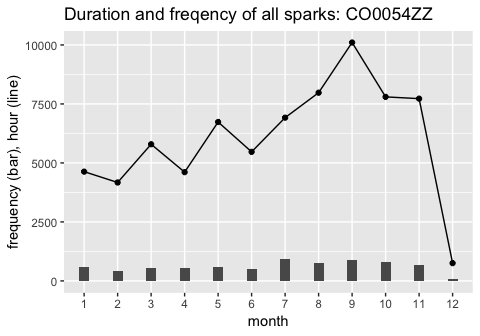 Duration and freqency of all sparks: CO0054ZZ
frequency (bar), hour (line)
10000
7500
5000
2500
0
1 2 3 4 5 6 7 8 9 10 11 12
month